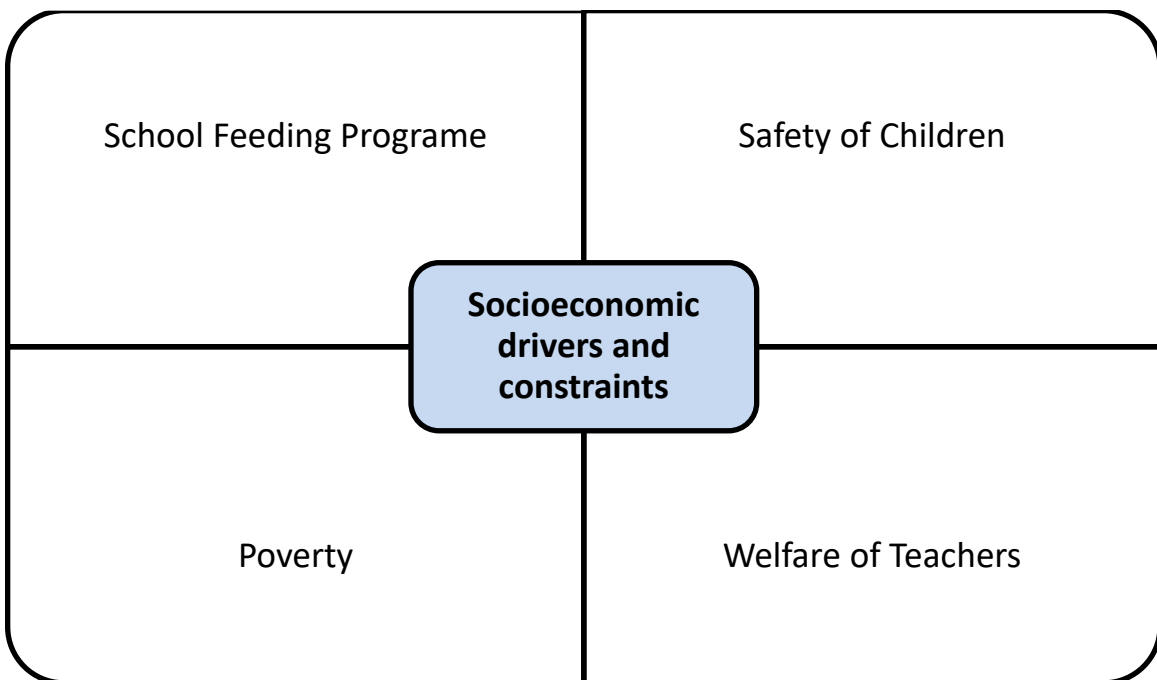 School Feeding Programe
Safety of Children
Socioeconomic
drivers and
constraints
Poverty
Welfare of Teachers